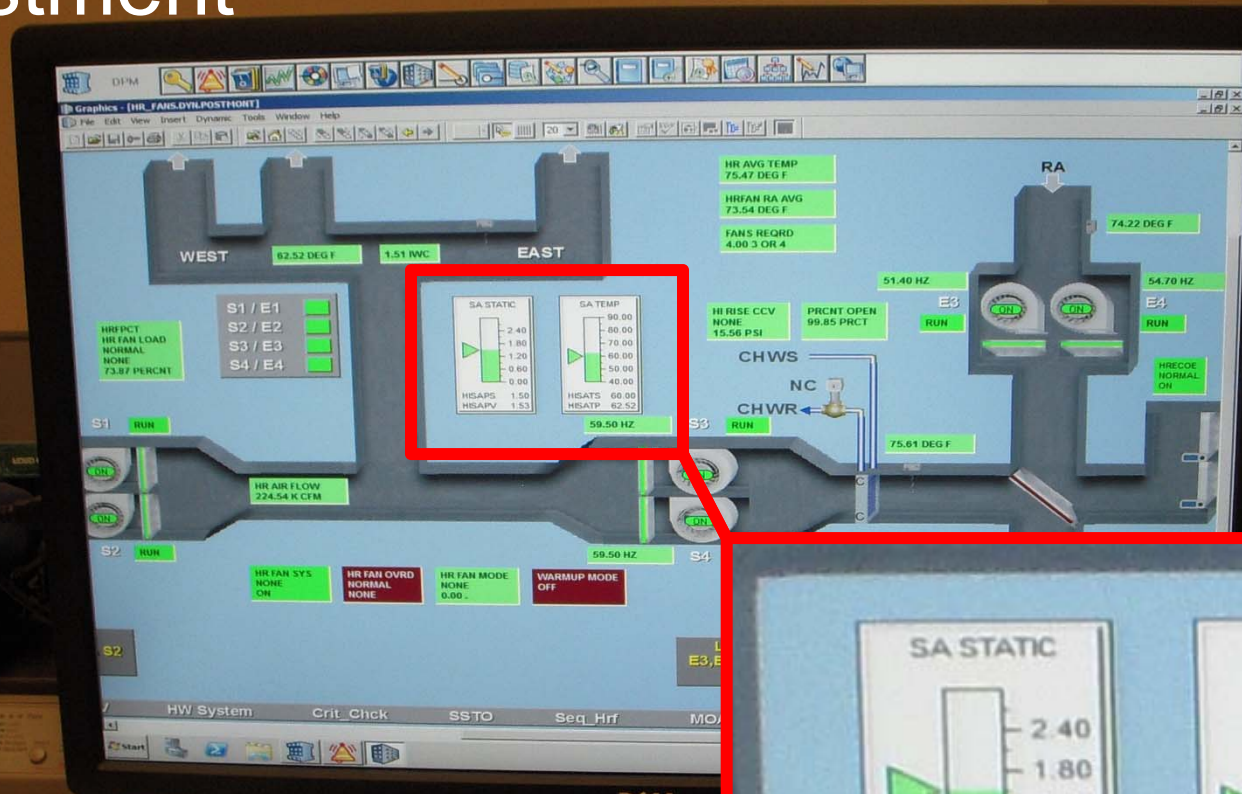 DPM
Graphics - [HR_FANS.DYN.POSTMONT]
File Edit View Insert Dynamic Tools Window Help
20
HR AVG TEMP
75.47 DEG F
HRFAN RA AVG
73.54 DEG F
FANS REQRD
4.00 3 OR 4
RA
74.22 DEG F
WEST
62.52 DEG F
1.51 IWC
EAST
51.40 HZ
54.70 HZ
E3
ON
ON
E4
RUN
RUN
S1 / E1
S2 / E2
S3 / E3
S4 / E4
HRFPCT
HR FAN LOAD
NORMAL
NONE
73.87 PERCNT
SA STATIC
2.40
1.80
1.20
0.60
0.00
HISAPS 1.50
HISAPV 1.53
SA TEMP
90.00
80.00
70.00
60.00
50.00
40.00
HISATS 60.00
HISATP 62.52
HI RISE CCV
NONE
15.56 PSI
PRCNT OPEN
99.85 PRCT
CHWS
NC
CHWR
HRECOE
NORMAL
ON
S1
RUN
59.50 HZ
S3
RUN
75.61 DEG F
ON
ON
HR AIR FLOW
224.54 K CFM
ON
ON
C
C
S2
RUN
59.50 HZ
S4
HR FAN SYS
NONE
ON
HR FAN OVRD
NORMAL
NONE
HR FAN MODE
NONE
0.00 .
WARMUP MODE
OFF
S2
HW System
Crit_Chck
SSTO
Seq_Hrf
Start
SA STATIC
2.40
1.80